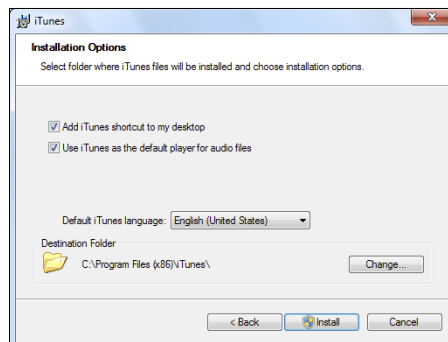 iTunes
Installation Options
Select folder where iTunes files will be installed and choose installation options.
Add iTunes shortcut to my desktop
Use iTunes as the default player for audio files
Default iTunes language: English (United States)
Destination Folder
C:\Program Files (x86)\iTunes\ Change...
< Back Install Cancel